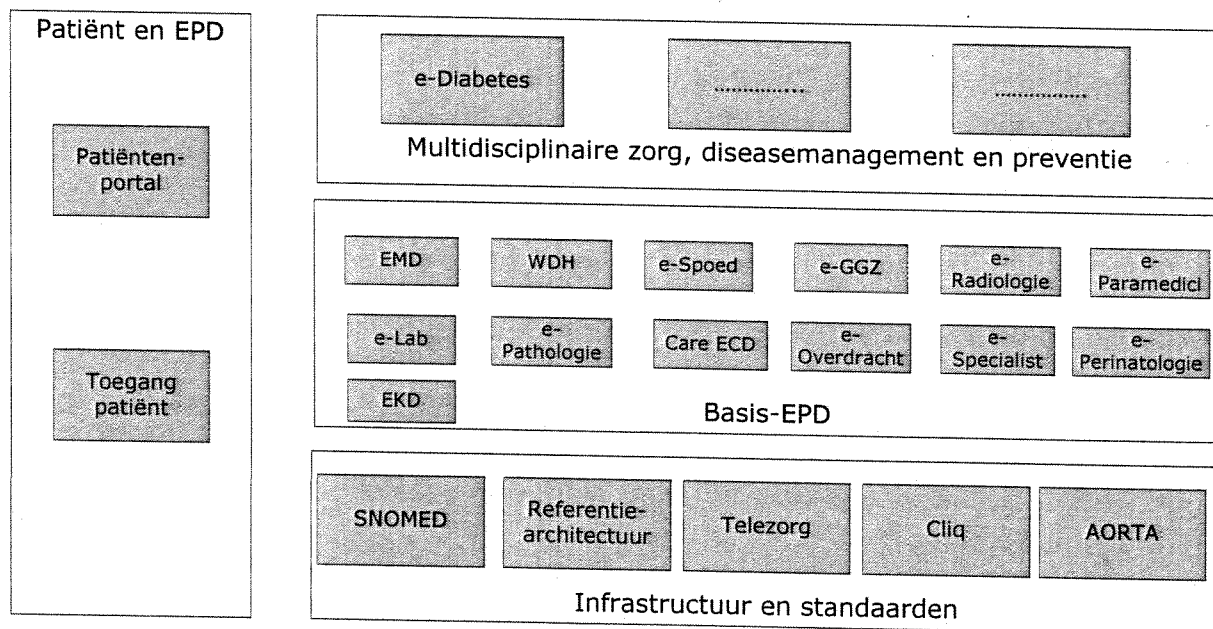 Patiënt en EPD
Patiënten-
portal
Toegang
patiënt
e-Diabetes
...............
...............
Multidisciplinaire zorg, diseasemanagement en preventie
EMD
WDH
e-Spoed
e-GGZ
e-
Radiologie
e-
Paramedici
e-Lab
e-
Pathologie
Care ECD
e-
Overdracht
e-
Specialist
e-
Perinatologie
EKD
Basis-EPD
SNOMED
Referentie-
architectuur
Telezorg
Cliq
AORTA
Infrastructuur en standaarden